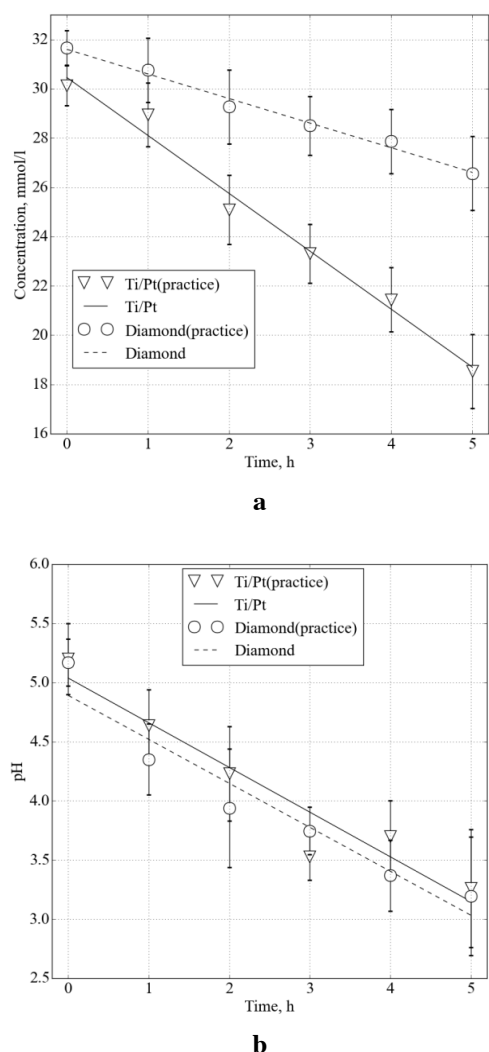 32
30
28
26
24
22
20
18
16
Concentration, mmol/l
Ti/Pt(practice)
Ti/Pt
Diamond(practice)
Diamond
0 1 2 3 4 5
Time, h
a
6.0
5.5
5.0
4.5
4.0
3.5
3.0
2.5
pH
Ti/Pt(practice)
Ti/Pt
Diamond(practice)
Diamond
0 1 2 3 4 5
Time, h
b